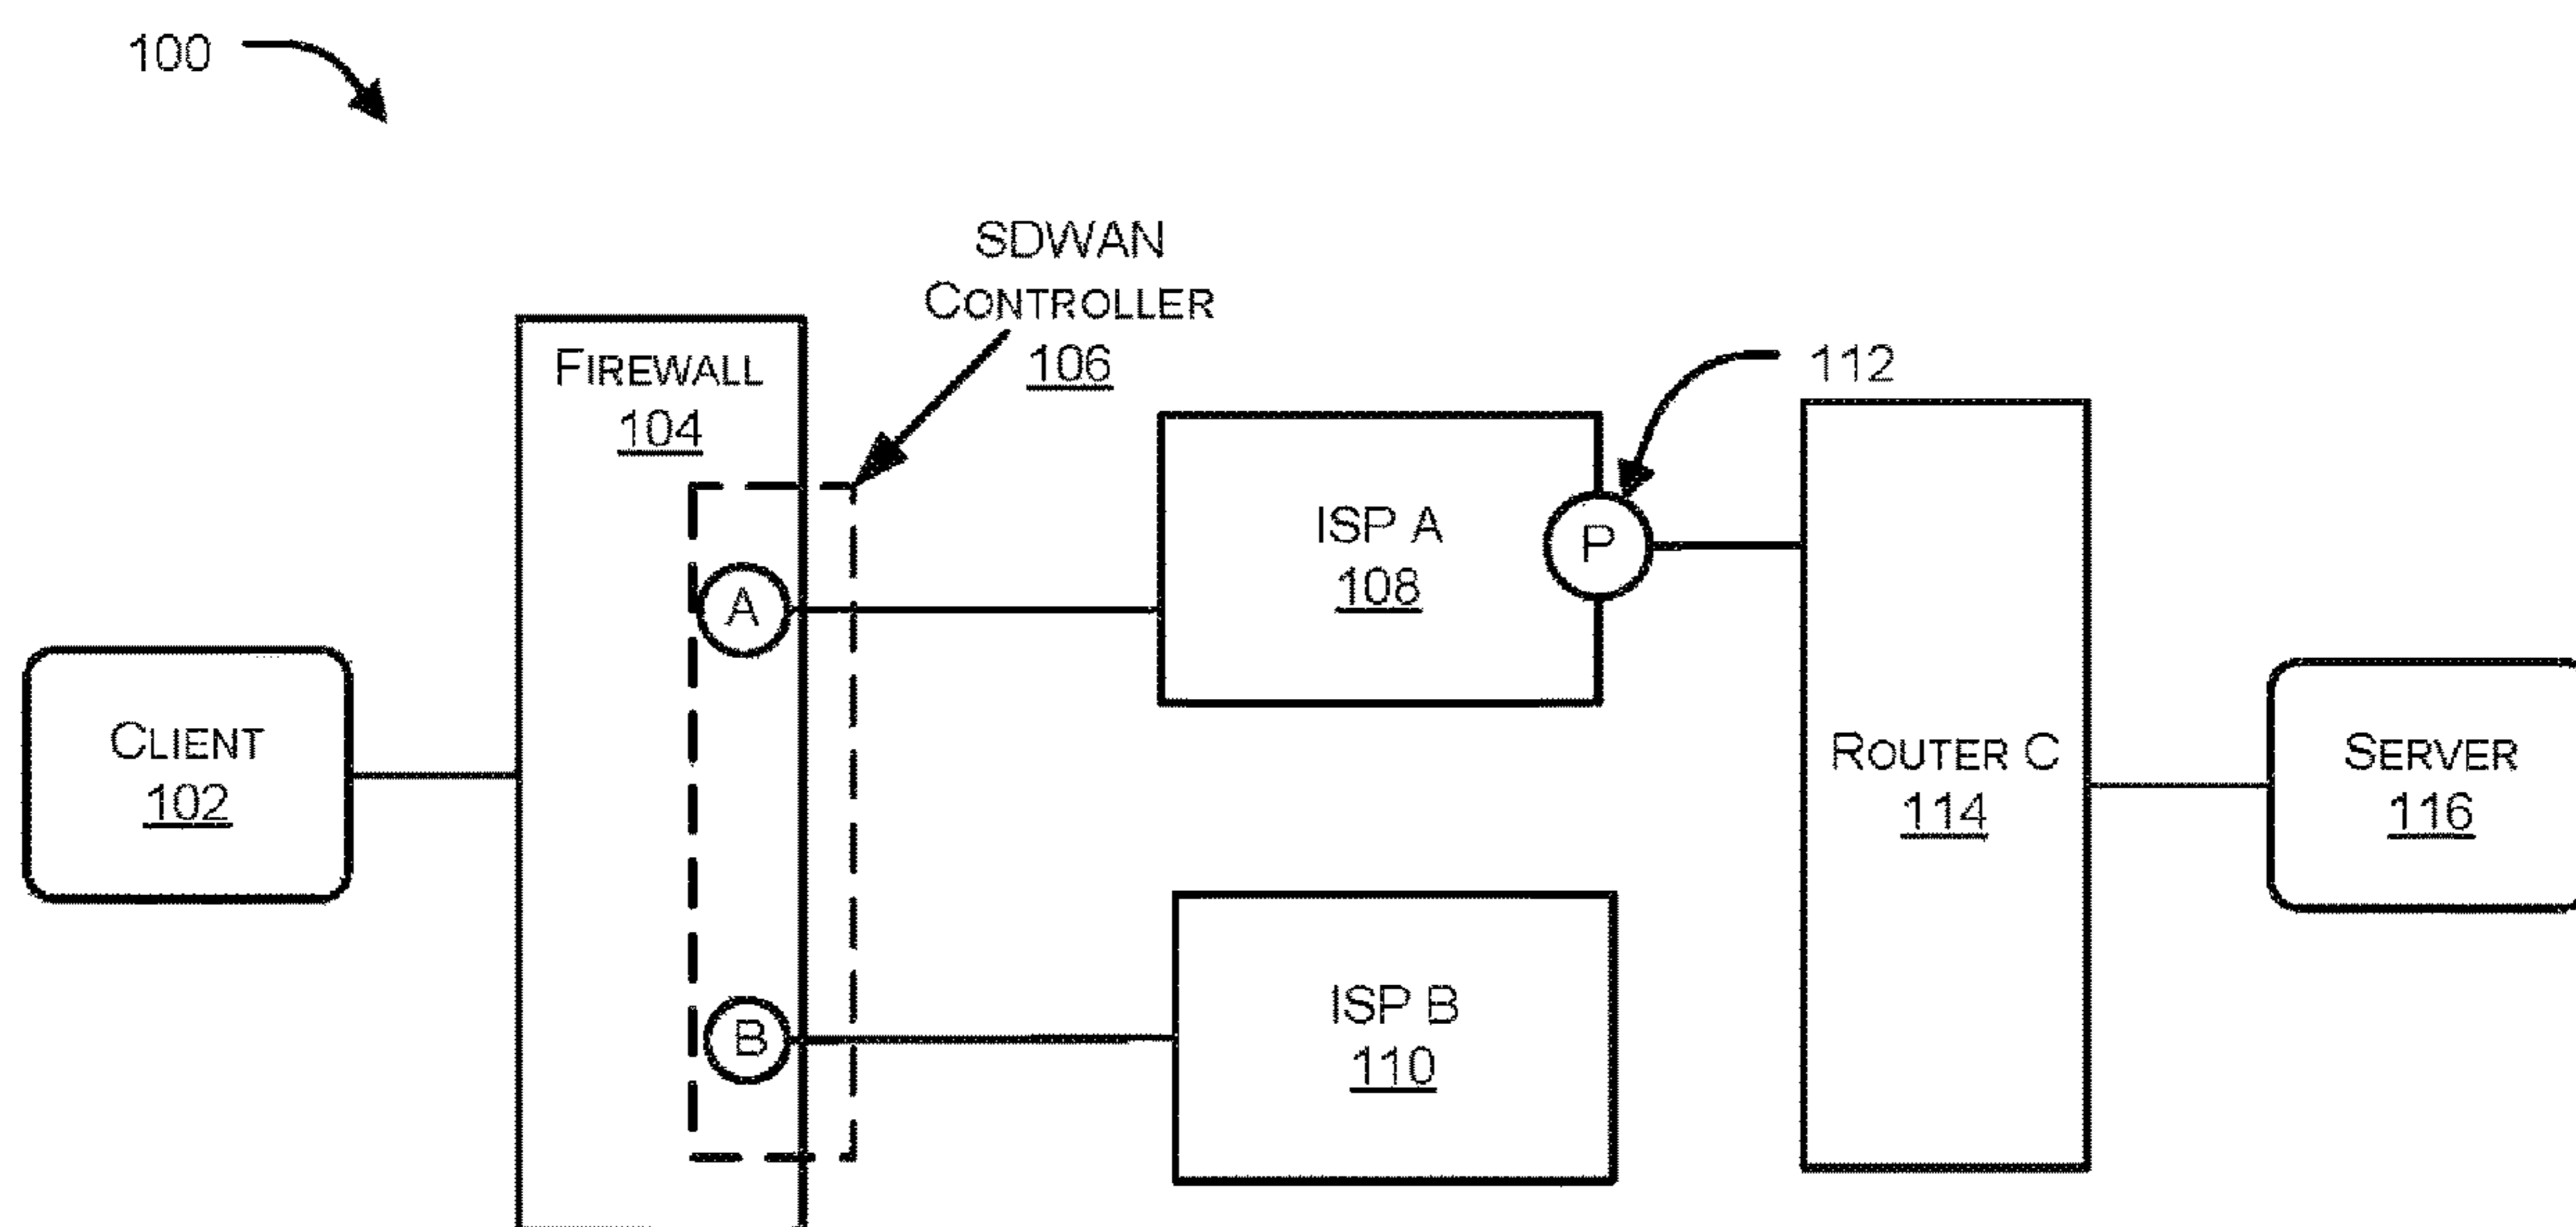 100
SDWAN
CONTROLLER
106
FIREWALL
104
112
ISP A
108
P
A
CLIENT
102
ROUTER C
114
SERVER
116
B
ISP B
110